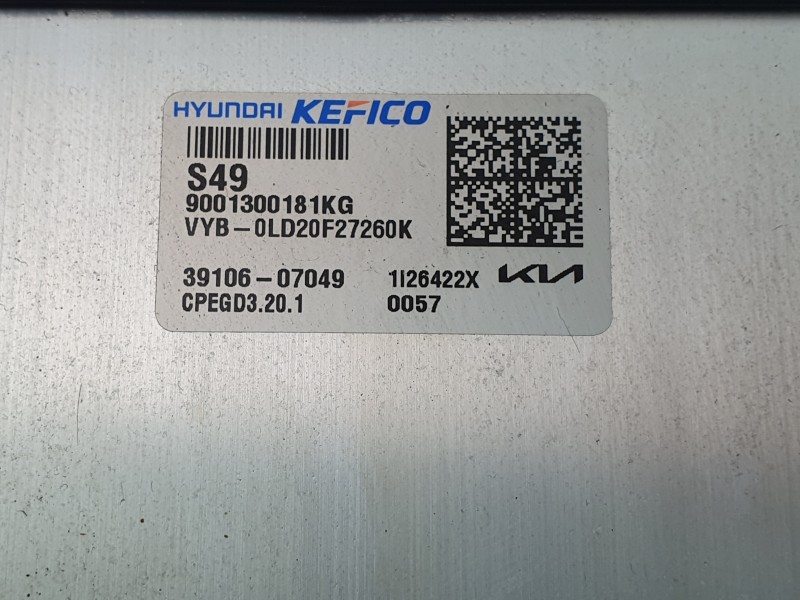 HYUNDAI KEFICO
S49
9001300181KG
VYB-0LD20F27260K
39106-07049 1I26422X KIA
CPEGD3.20.1 0057